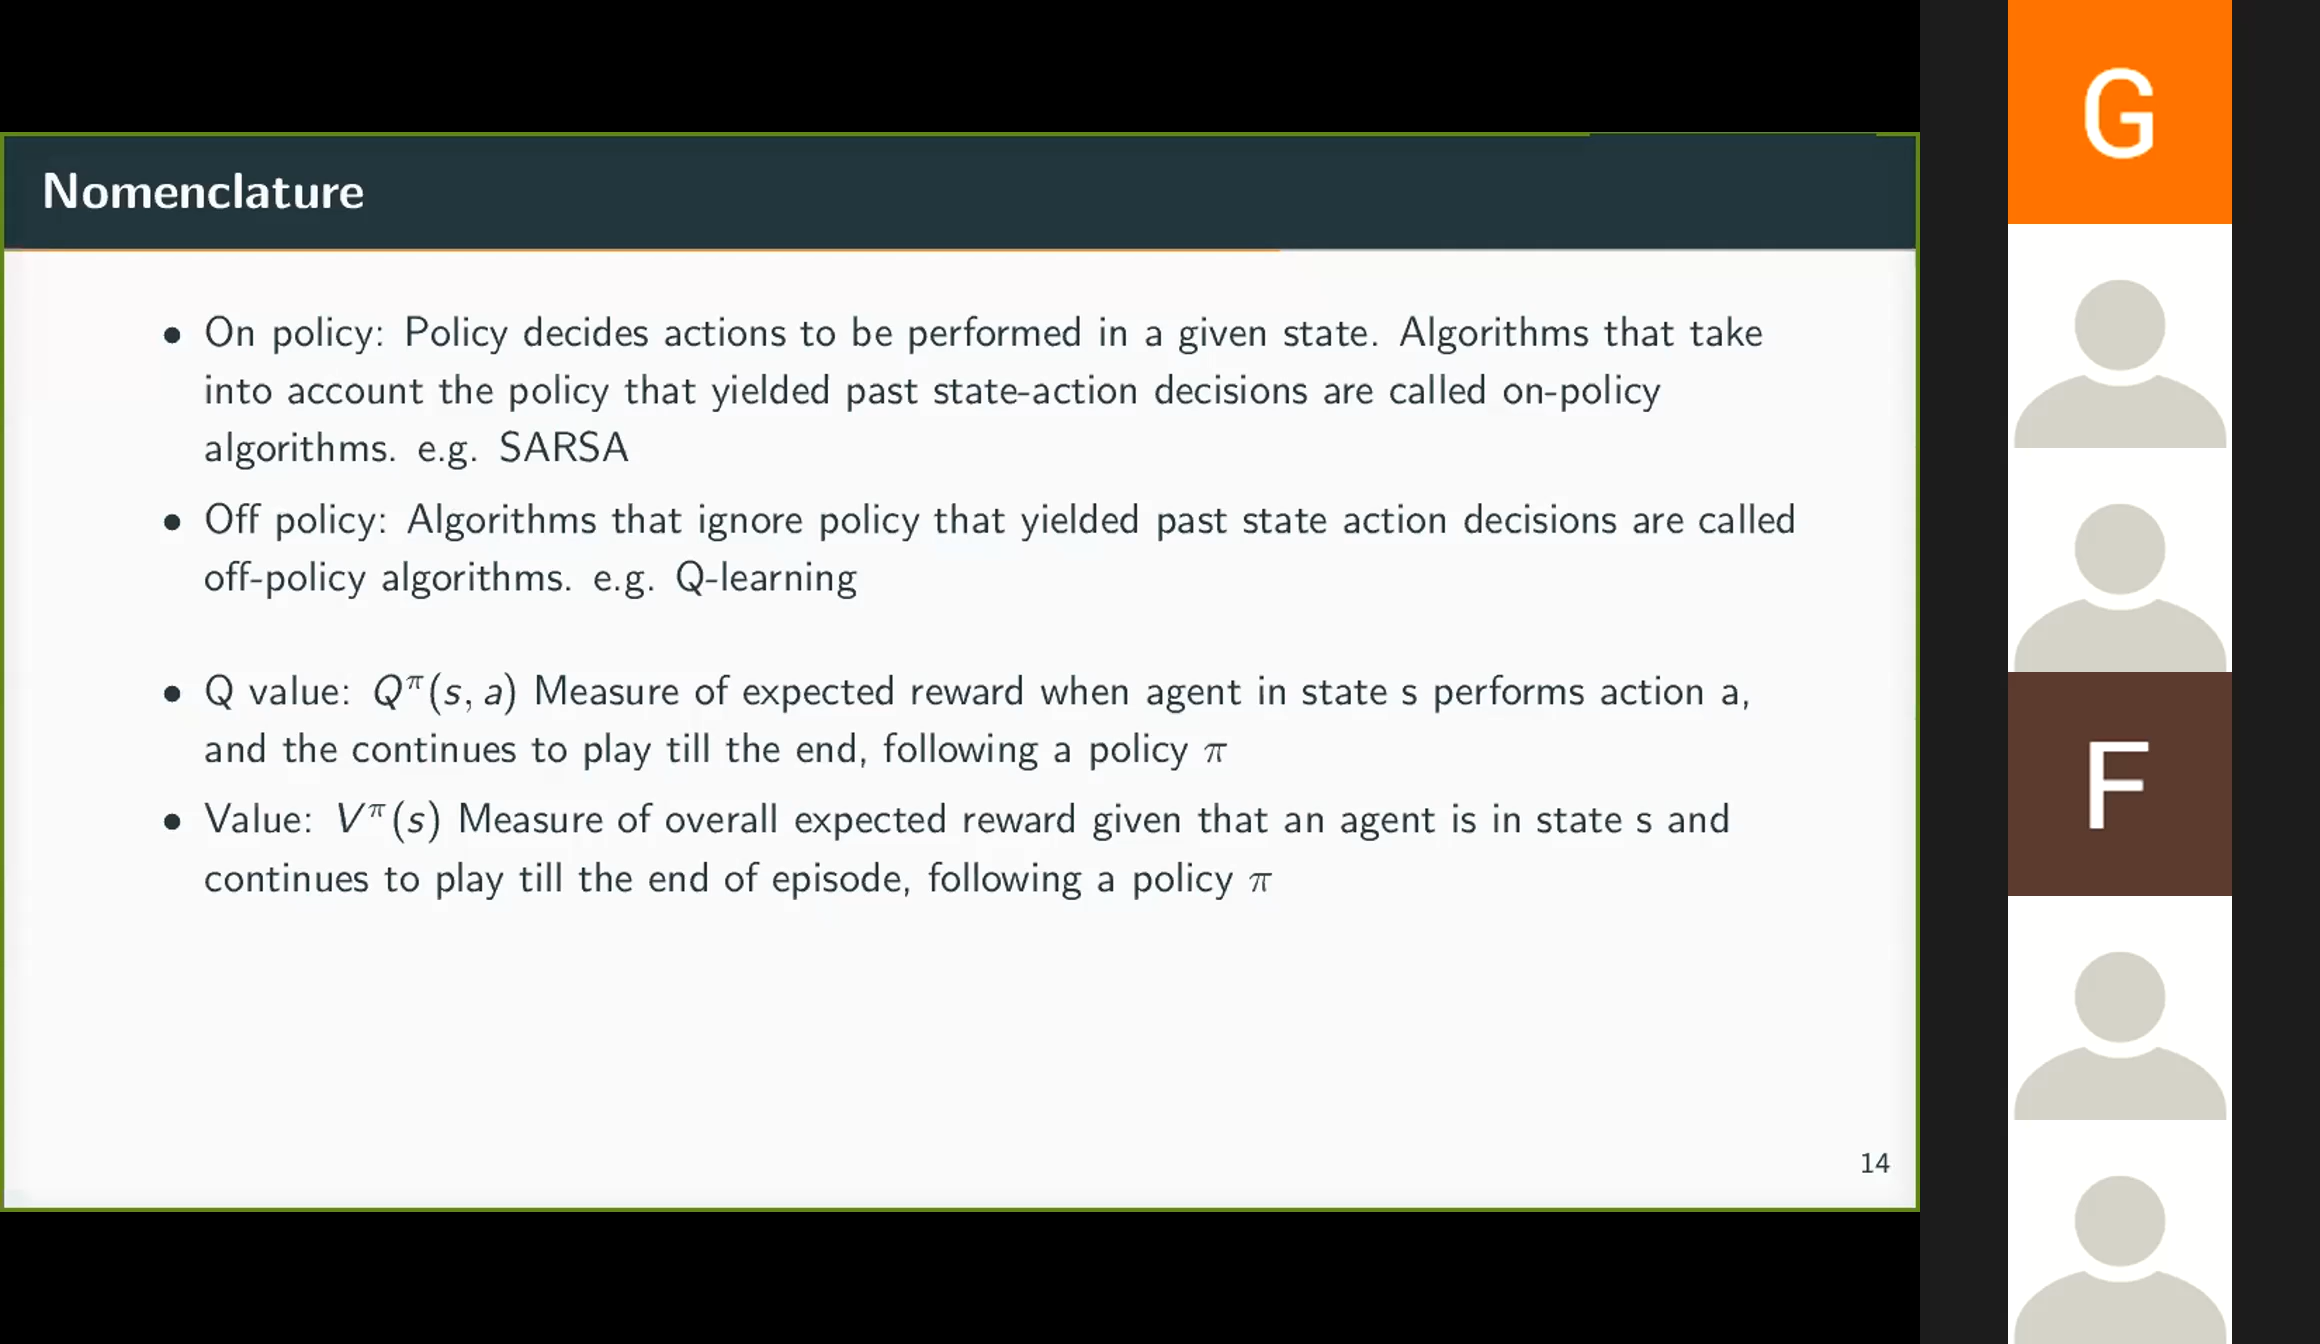 Nomenclature
• On policy: Policy decides actions to be performed in a given state. Algorithms that take
into account the policy that yielded past state-action decisions are called on-policy
algorithms. e.g. SARSA
• Off policy: Algorithms that ignore policy that yielded past state action decisions are called
off-policy algorithms. e.g. Q-learning
• Q value: Q^π(s, a) Measure of expected reward when agent in state s performs action a,
and the continues to play till the end, following a policy π
• Value: V^π(s) Measure of overall expected reward given that an agent is in state s and
continues to play till the end of episode, following a policy π
14
G
F